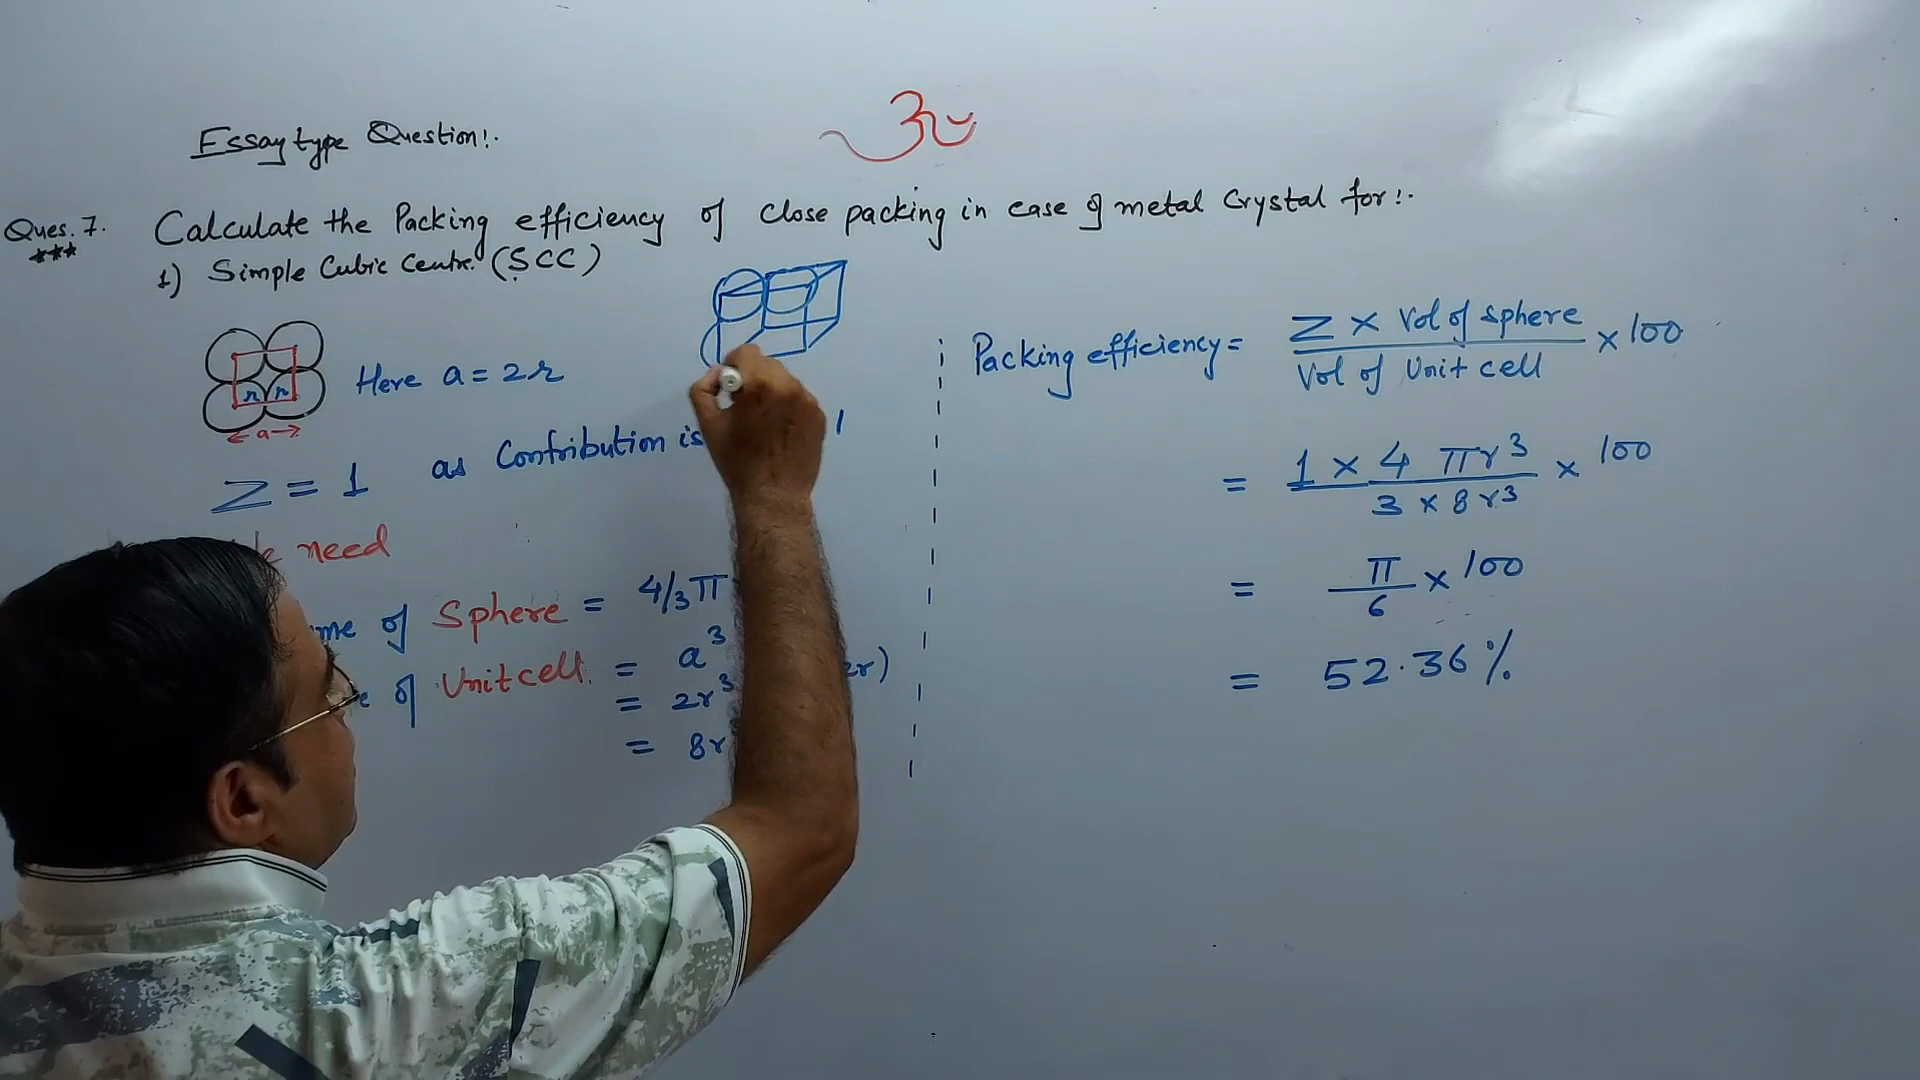 ॐ
Essay type Question:.
Ques. 7. Calculate the Packing efficiency of close packing in case of metal Crystal for:.
***
1) Simple Cubic Centre. (SCC)
r r
a
Here a = 2r
Z = 1 as Contribution is
1
need
of Sphere = 4/3 π
of Unit cell. = a³
= 2r³ 2r)
= 8r
Packing efficiency = Z × Vol of sphere / Vol of Unit cell × 100
= 1 × 4 πr³ / 3 × 8 r³ × 100
= π / 6 × 100
= 52.36 %